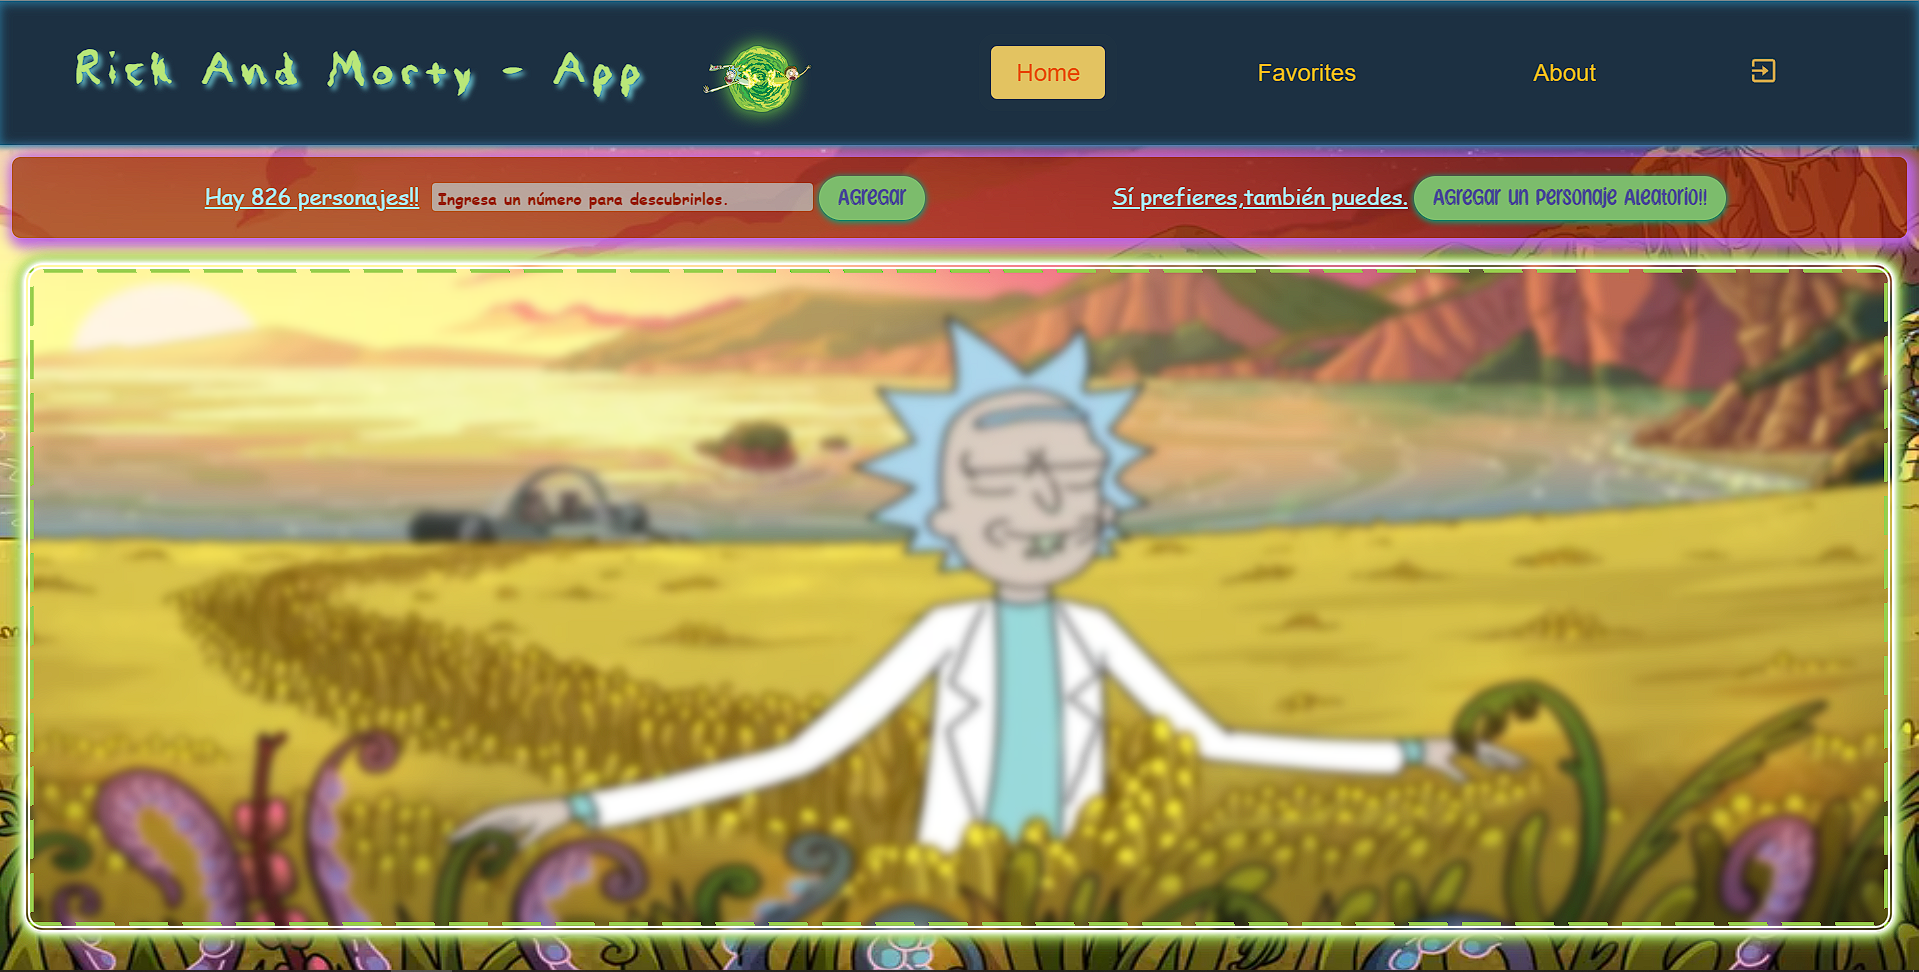 Rick And Morty - App
Home
Favorites
About
Hay 826 personajes!!
Ingresa un número para descubrirlos.
Agregar
Sí prefieres,también puedes.
Agregar un Personaje Aleatorio!!